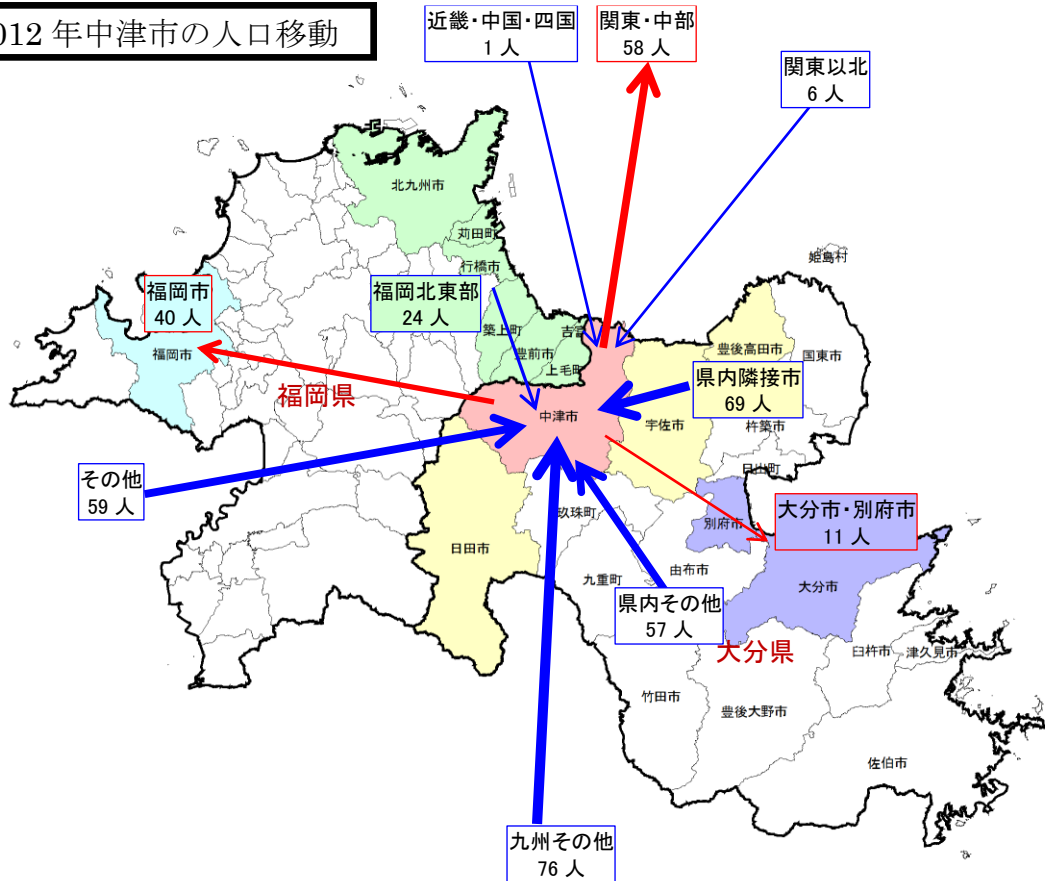 012 年中津市の人口移動
近畿・中国・四国
1 人
関東・中部
58 人
関東以北
6 人
北九州市
苅田町
行橋市
姫島村
福岡市
40 人
福岡北東部
24 人
築上町
吉富
豊前市
上毛町
豊後高田市
国東市
福岡市
福岡県
県内隣接市
69 人
中津市
宇佐市
杵築市
日出町
その他
59 人
玖珠町
別府市
大分市・別府市
11 人
日田市
九重町
由布市
大分市
県内その他
57 人
大分県
臼杵市
津久見市
竹田市
豊後大野市
佐伯市
九州その他
76 人